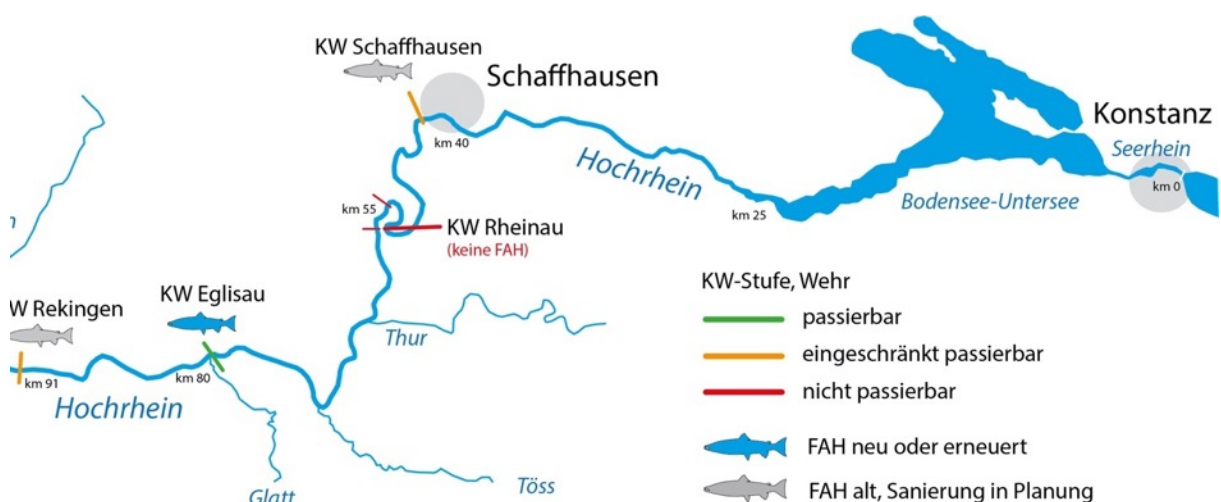 KW Schaffhausen
Schaffhausen
km 40
Hochrhein
Konstanz
Seerhein
km 0
km 25
Bodensee-Untersee
km 55
KW Rheinau
(keine FAH)
W Rekingen
KW Eglisau
Thur
km 91
km 80
Hochrhein
Glatt
Töss
KW-Stufe, Wehr
passierbar
eingeschränkt passierbar
nicht passierbar
FAH neu oder erneuert
FAH alt, Sanierung in Planung